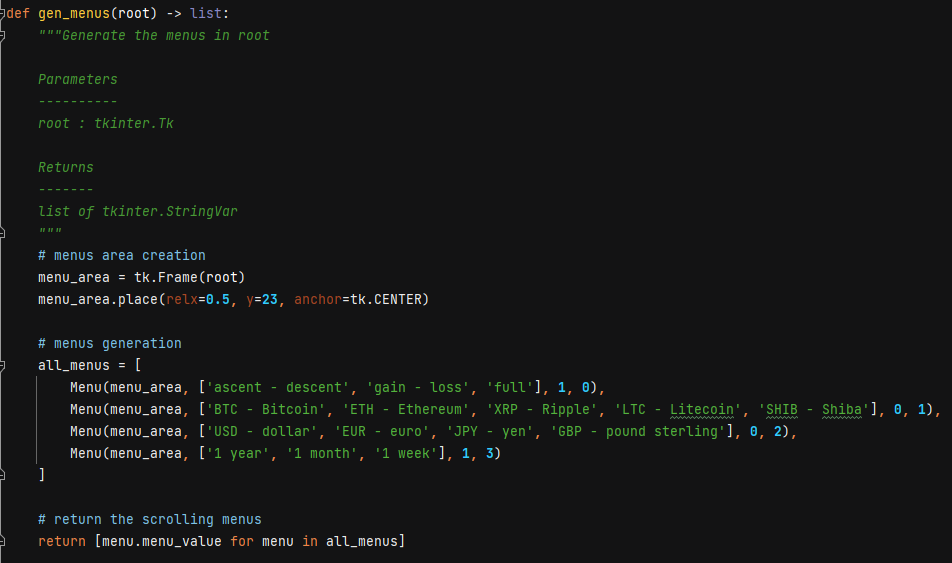 def gen_menus(root) -> list:
    """Generate the menus in root

    Parameters
    ----------
    root : tkinter.Tk

    Returns
    -------
    list of tkinter.StringVar
    """
    # menus area creation
    menu_area = tk.Frame(root)
    menu_area.place(relx=0.5, y=23, anchor=tk.CENTER)

    # menus generation
    all_menus = [
        Menu(menu_area, ['ascent - descent', 'gain - loss', 'full'], 1, 0),
        Menu(menu_area, ['BTC - Bitcoin', 'ETH - Ethereum', 'XRP - Ripple', 'LTC - Litecoin', 'SHIB - Shiba'], 0, 1),
        Menu(menu_area, ['USD - dollar', 'EUR - euro', 'JPY - yen', 'GBP - pound sterling'], 0, 2),
        Menu(menu_area, ['1 year', '1 month', '1 week'], 1, 3)
    ]

    # return the scrolling menus
    return [menu.menu_value for menu in all_menus]